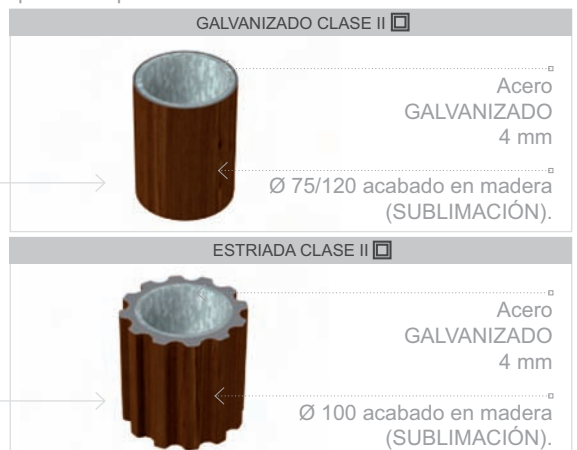 GALVANIZADO CLASE II
Acero
GALVANIZADO
4 mm
Ø 75/120 acabado en madera
(SUBLIMACIÓN).
ESTRIADA CLASE II
Acero
GALVANIZADO
4 mm
Ø 100 acabado en madera
(SUBLIMACIÓN).